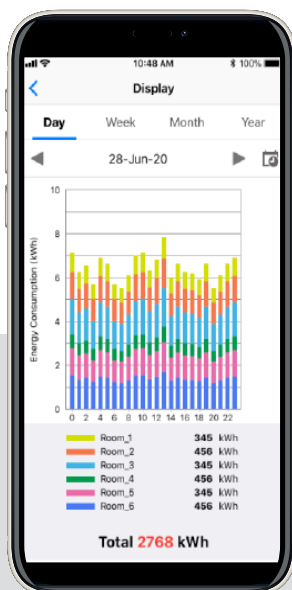 10:48 AM 100%
Display
Day Week Month Year
28-Jun-20
Energy Consumption (kWh)
10
8
6
4
2
0
0 2 4 6 8 10 12 14 16 18 20 22
Room_1 345 kWh
Room_2 456 kWh
Room_3 345 kWh
Room_4 456 kWh
Room_5 345 kWh
Room_6 456 kWh
Total 2768 kWh